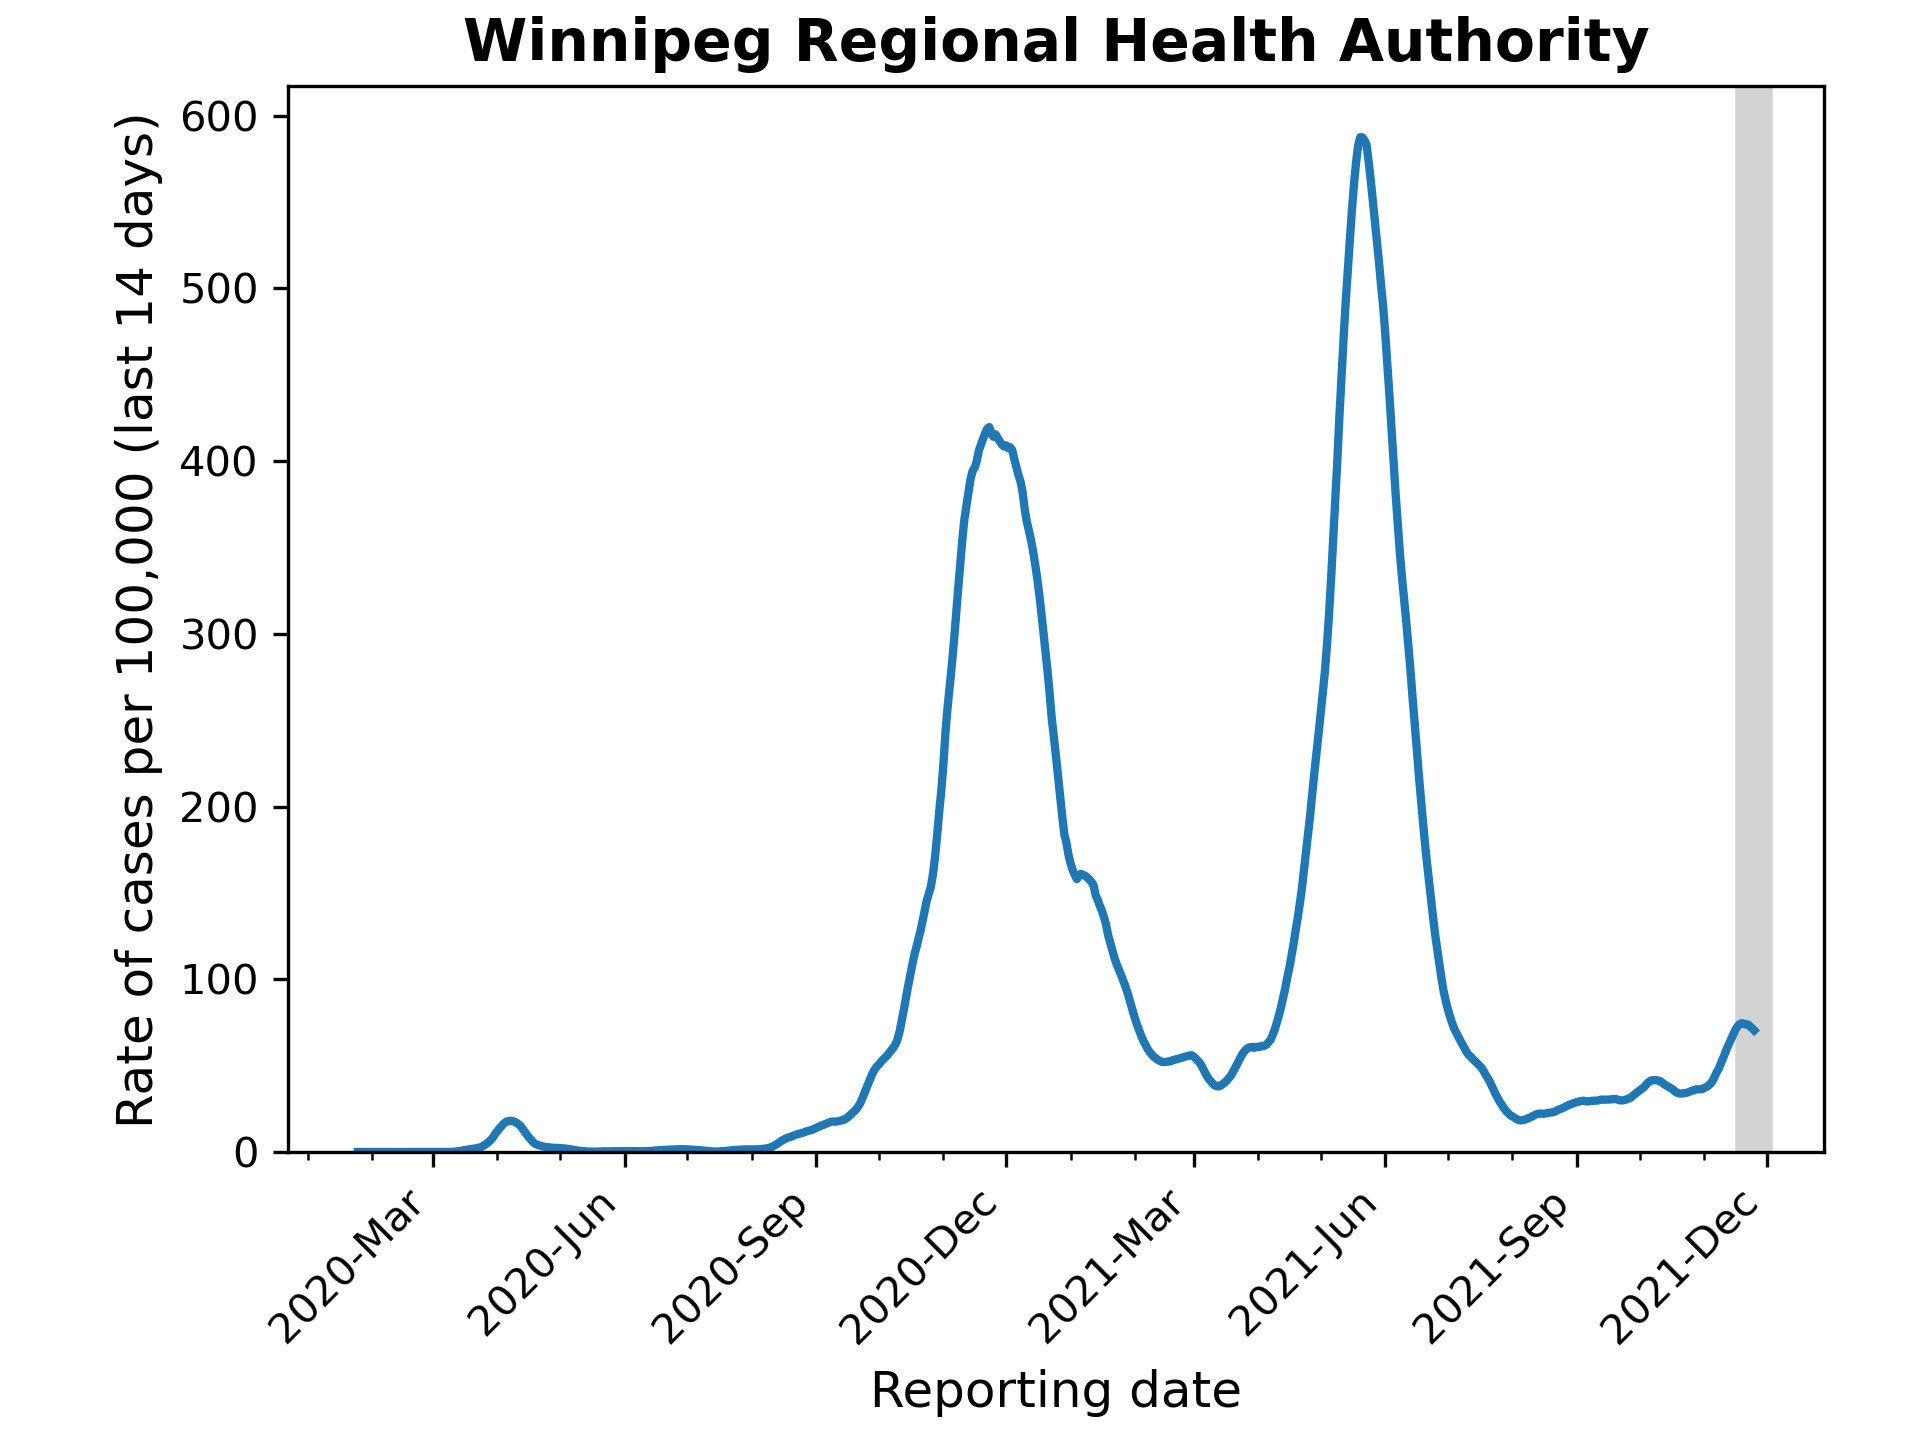 Winnipeg Regional Health Authority
Rate of cases per 100,000 (last 14 days)
600
500
400
300
200
100
0
2020-Mar
2020-Jun
2020-Sep
2020-Dec
2021-Mar
2021-Jun
2021-Sep
2021-Dec
Reporting date